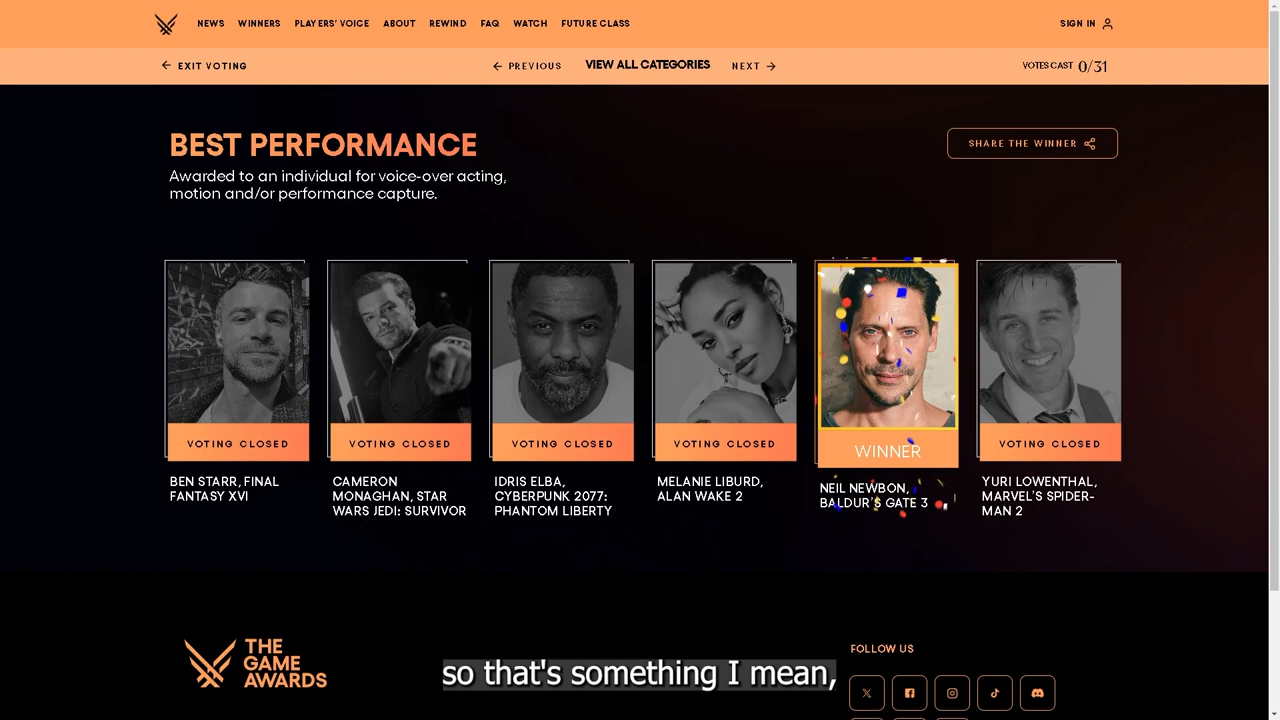 NEWS WINNERS PLAYERS' VOICE ABOUT REWIND FAQ WATCH FUTURE CLASS SIGN IN
EXIT VOTING PREVIOUS VIEW ALL CATEGORIES NEXT VOTES CAST 0/31
BEST PERFORMANCE
SHARE THE WINNER
Awarded to an individual for voice-over acting,
motion and/or performance capture.
VOTING CLOSED
BEN STARR, FINAL
FANTASY XVI
VOTING CLOSED
CAMERON
MONAGHAN, STAR
WARS JEDI: SURVIVOR
VOTING CLOSED
IDRIS ELBA,
CYBERPUNK 2077:
PHANTOM LIBERTY
VOTING CLOSED
MELANIE LIBURD,
ALAN WAKE 2
WINNER
NEIL NEWBON,
BALDUR'S GATE 3
VOTING CLOSED
YURI LOWENTHAL,
MARVEL'S SPIDER-
MAN 2
THE
GAME
AWARDS
so that's something I mean,
FOLLOW US